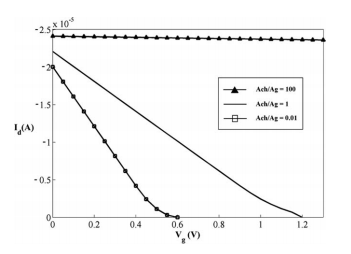 -2.5 x 10^-5
-2
-1.5
I_d(A)
-1
-0.5
0
0 0.2 0.4 0.6 0.8 1 1.2
V_g (V)
Ach/Ag = 100
Ach/Ag = 1
Ach/Ag = 0.01